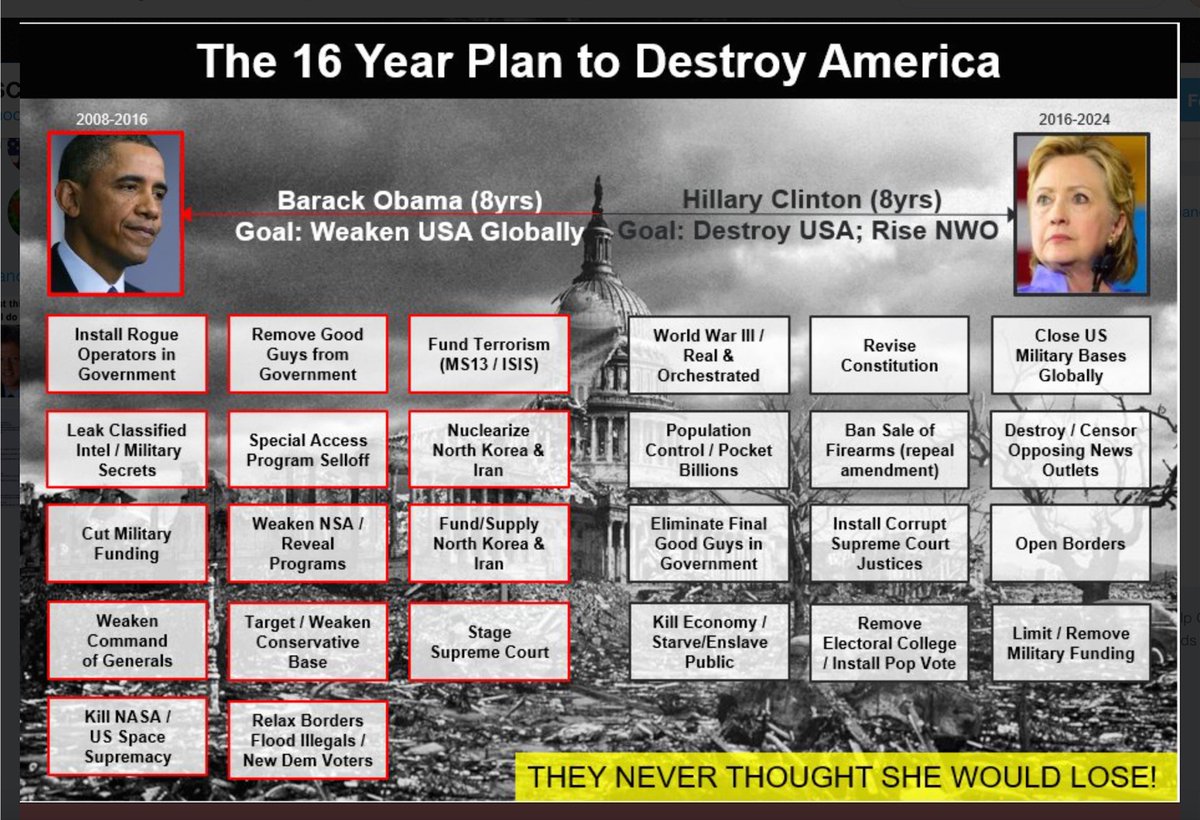 The 16 Year Plan to Destroy America
2008-2016
2016-2024
Barack Obama (8yrs)
Goal: Weaken USA Globally
Hillary Clinton (8yrs)
Goal: Destroy USA; Rise NWO
Install Rogue
Operators in
Government
Remove Good
Guys from
Government
Fund Terrorism
(MS13 / ISIS)
World War III /
Real &
Orchestrated
Revise
Constitution
Close US
Military Bases
Globally
Leak Classified
Intel / Military
Secrets
Special Access
Program Selloff
Nuclearize
North Korea &
Iran
Population
Control / Pocket
Billions
Ban Sale of
Firearms (repeal
amendment)
Destroy / Censor
Opposing News
Outlets
Cut Military
Funding
Weaken NSA /
Reveal
Programs
Fund/Supply
North Korea &
Iran
Eliminate Final
Good Guys in
Government
Install Corrupt
Supreme Court
Justices
Open Borders
Weaken
Command
of Generals
Target / Weaken
Conservative
Base
Stage
Supreme Court
Kill Economy /
Starve/Enslave
Public
Remove
Electoral College
/ Install Pop Vote
Limit / Remove
Military Funding
Kill NASA /
US Space
Supremacy
Relax Borders
Flood Illegals /
New Dem Voters
THEY NEVER THOUGHT SHE WOULD LOSE!